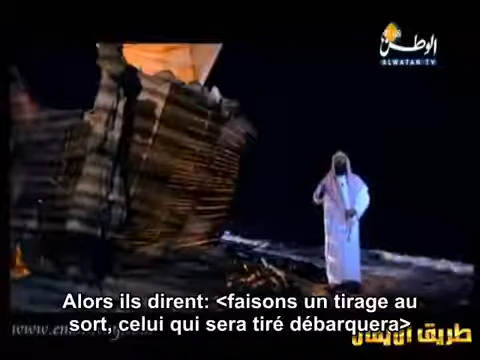 الوطن
ALWATAN TV
Alors ils dirent: <faisons un tirage au
sort, celui qui sera tiré débarquera>
طريق الإيمان